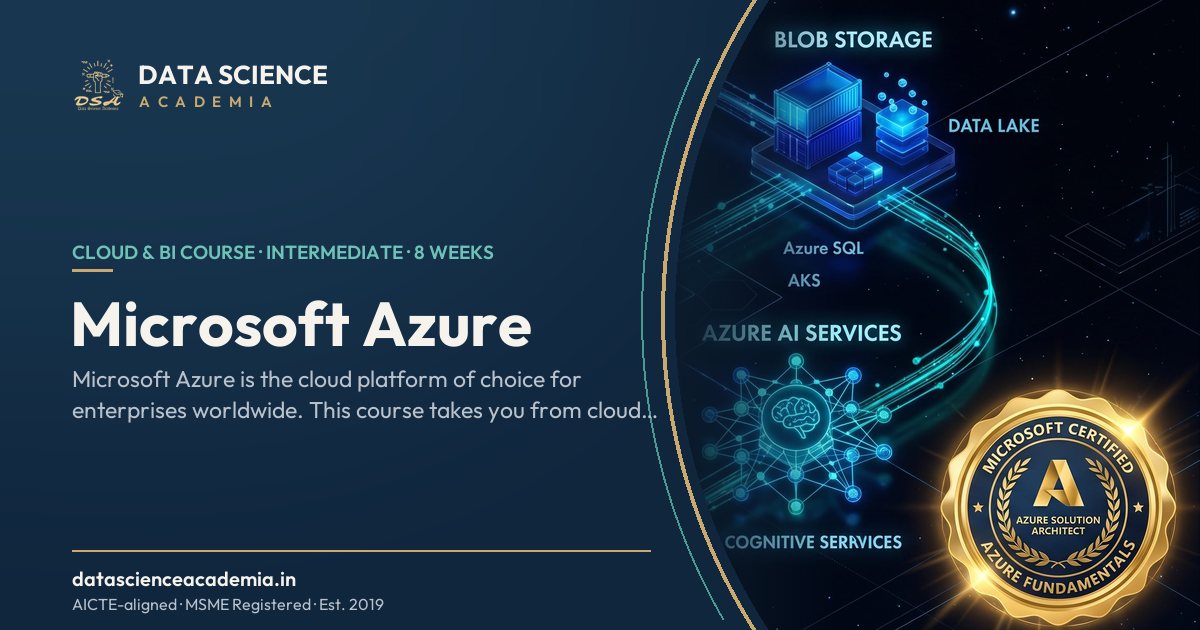 DATA SCIENCE
ACADEMIA
DSA
CLOUD & BI COURSE · INTERMEDIATE · 8 WEEKS
Microsoft Azure
Microsoft Azure is the cloud platform of choice for
enterprises worldwide. This course takes you from cloud...
datascienceacademia.in
AICTE-aligned · MSME Registered · Est. 2019
BLOB STORAGE
DATA LAKE
Azure SQL
AKS
AZURE AI SERVICES
COGNITIVE SERRVICES
MICROSOFT CERTIFIED
A
AZURE SOLUTION
ARCHITECT
AZURE FUNDAMENTALS